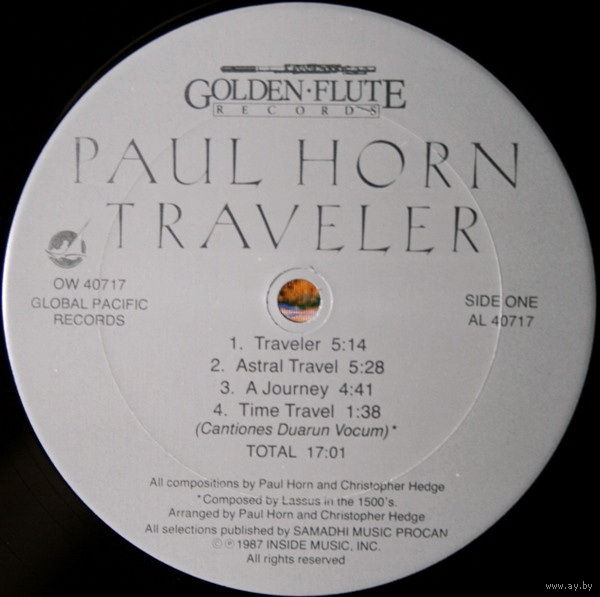 GOLDEN·FLUTE
RECORDS
PAUL HORN
TRAVELER
OW 40717
GLOBAL PACIFIC
RECORDS
SIDE ONE
AL 40717
1. Traveler 5:14
2. Astral Travel 5:28
3. A Journey 4:41
4. Time Travel 1:38
(Cantiones Duarun Vocum)*
TOTAL 17:01
All compositions by Paul Horn and Christopher Hedge
*Composed by Lassus in the 1500's.
Arranged by Paul Horn and Christopher Hedge
All selections published by SAMADHI MUSIC PROCAN
© ℗ 1987 INSIDE MUSIC, INC.
All rights reserved
www.ay.by